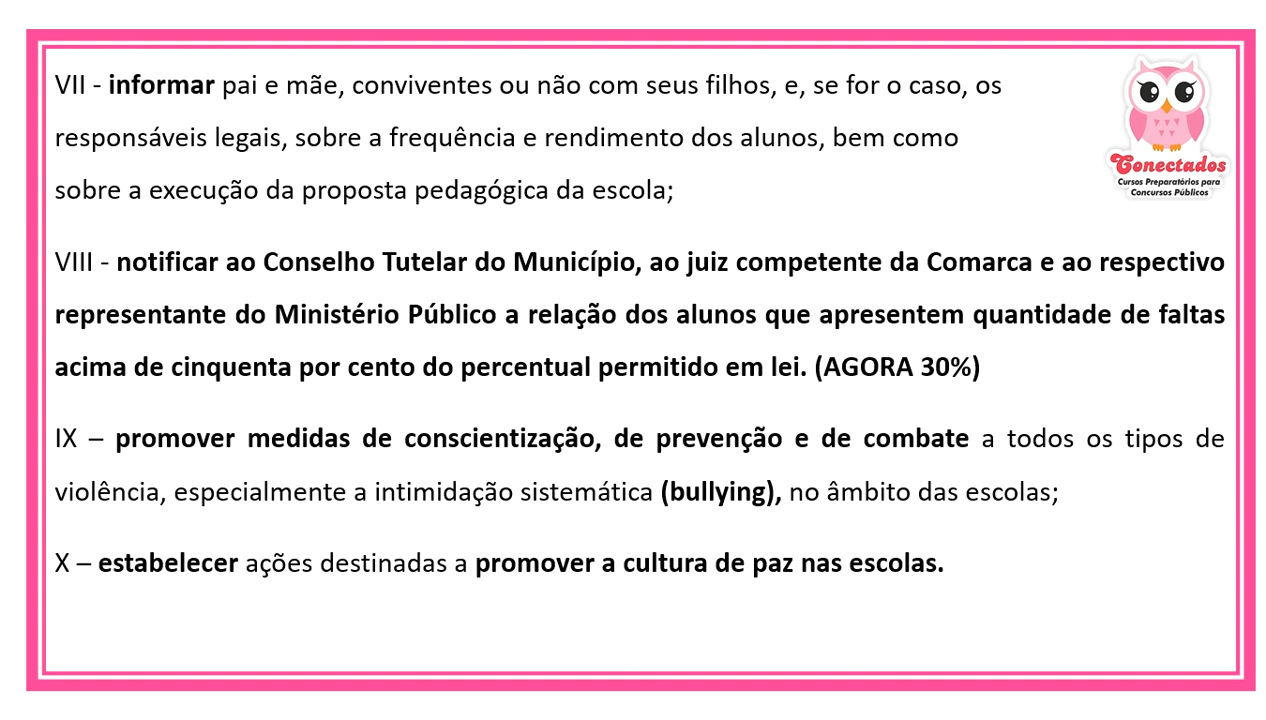 VII - informar pai e mãe, conviventes ou não com seus filhos, e, se for o caso, os
responsáveis legais, sobre a frequência e rendimento dos alunos, bem como
sobre a execução da proposta pedagógica da escola;
Conectados
Cursos Preparatórios para
Concursos Públicos
VIII - notificar ao Conselho Tutelar do Município, ao juiz competente da Comarca e ao respectivo
representante do Ministério Público a relação dos alunos que apresentem quantidade de faltas
acima de cinquenta por cento do percentual permitido em lei. (AGORA 30%)
IX – promover medidas de conscientização, de prevenção e de combate a todos os tipos de
violência, especialmente a intimidação sistemática (bullying), no âmbito das escolas;
X – estabelecer ações destinadas a promover a cultura de paz nas escolas.